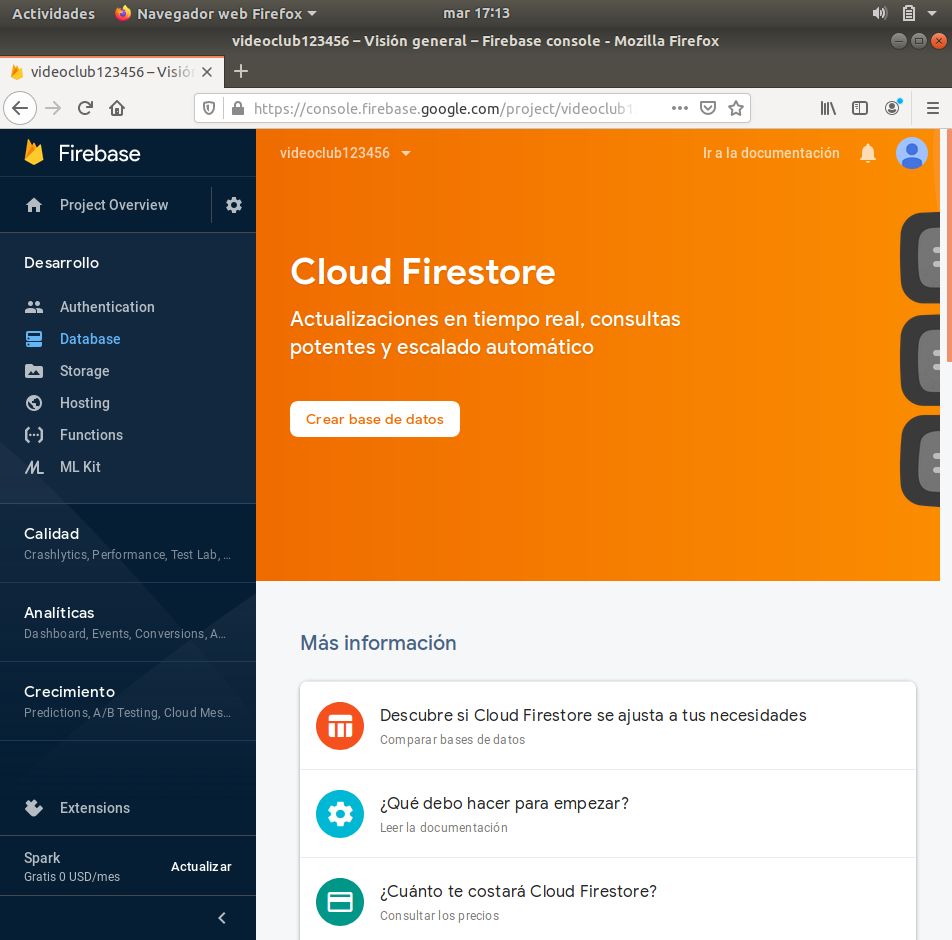 Actividades Navegador web Firefox mar 17:13
videoclub123456 – Visión general – Firebase console - Mozilla Firefox
videoclub123456 – Visión
https://console.firebase.google.com/project/videoclub1
Firebase
videoclub123456
Ir a la documentación
Project Overview
Desarrollo
Authentication
Database
Storage
Hosting
Functions
ML Kit
Calidad
Crashlytics, Performance, Test Lab, ...
Analíticas
Dashboard, Events, Conversions, A...
Crecimiento
Predictions, A/B Testing, Cloud Mes...
Extensions
Spark
Gratis 0 USD/mes
Actualizar
Cloud Firestore
Actualizaciones en tiempo real, consultas
potentes y escalado automático
Crear base de datos
Más información
Descubre si Cloud Firestore se ajusta a tus necesidades
Comparar bases de datos
¿Qué debo hacer para empezar?
Leer la documentación
¿Cuánto te costará Cloud Firestore?
Consultar los precios